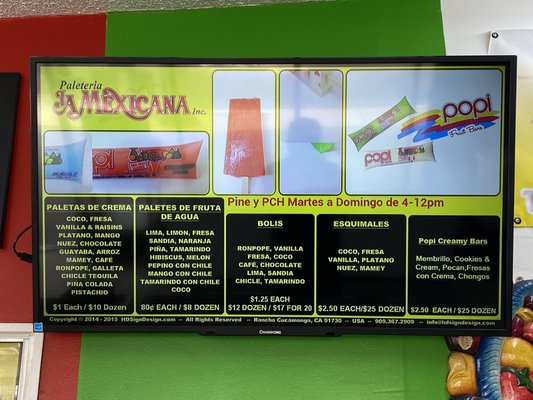 Paleteria
La Mexicana Inc.
popi
Fruit Bars
popi
Pine y PCH Martes a Domingo de 4-12pm
PALETAS DE CREMA
COCO, FRESA
VANILLA & RAISINS
PLATANO, MANGO
NUEZ, CHOCOLATE
GUAYABA, ARROZ
MAMEY, CAFÉ
RONPOPE, GALLETA
CHICLE TEQUILA
PIÑA COLADA
PISTACHIO
$1 Each / $10 Dozen
PALETES DE FRUTA
DE AGUA
LIMA, LIMON, FRESA
SANDIA, NARANJA
PIÑA, TAMARINDO
HIBISCUS, MELON
PEPINO CON CHILE
MANGO CON CHILE
TAMARINDO CON CHILE
COCO
80¢ EACH / $8 DOZEN
BOLIS
RONPOPE, VANILLA
FRESA, COCO
CAFÉ, CHOCOLATE
LIMA, SANDIA
CHICLE, TAMARINDO
$1.25 EACH
$12 DOZEN / $17 FOR 20
ESQUIMALES
COCO, FRESA
VANILLA, PLATANO
NUEZ, MAMEY
$2.50 EACH/$25 DOZEN
Popi Creamy Bars
Membrillo, Cookies &
Cream, Pecan,Fresas
con Crema, Chongos
$2.50 EACH / $25 DOZEN
Copyright © 2014 - 2015 HDSignDesign.com -- All Rights Reserved -- Rancho Cucamonga, CA 91730 -- USA -- 909.367.2909 -- info@hdsigndesign.com
CHANGHONG